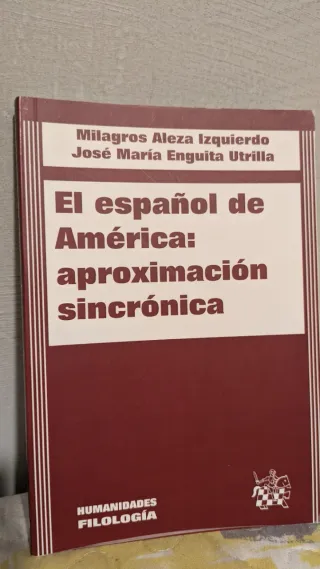 Milagros Aleza Izquierdo
José María Enguita Utrilla
El español de
América:
aproximación
sincrónica
HUMANIDADES
FILOLOGÍA